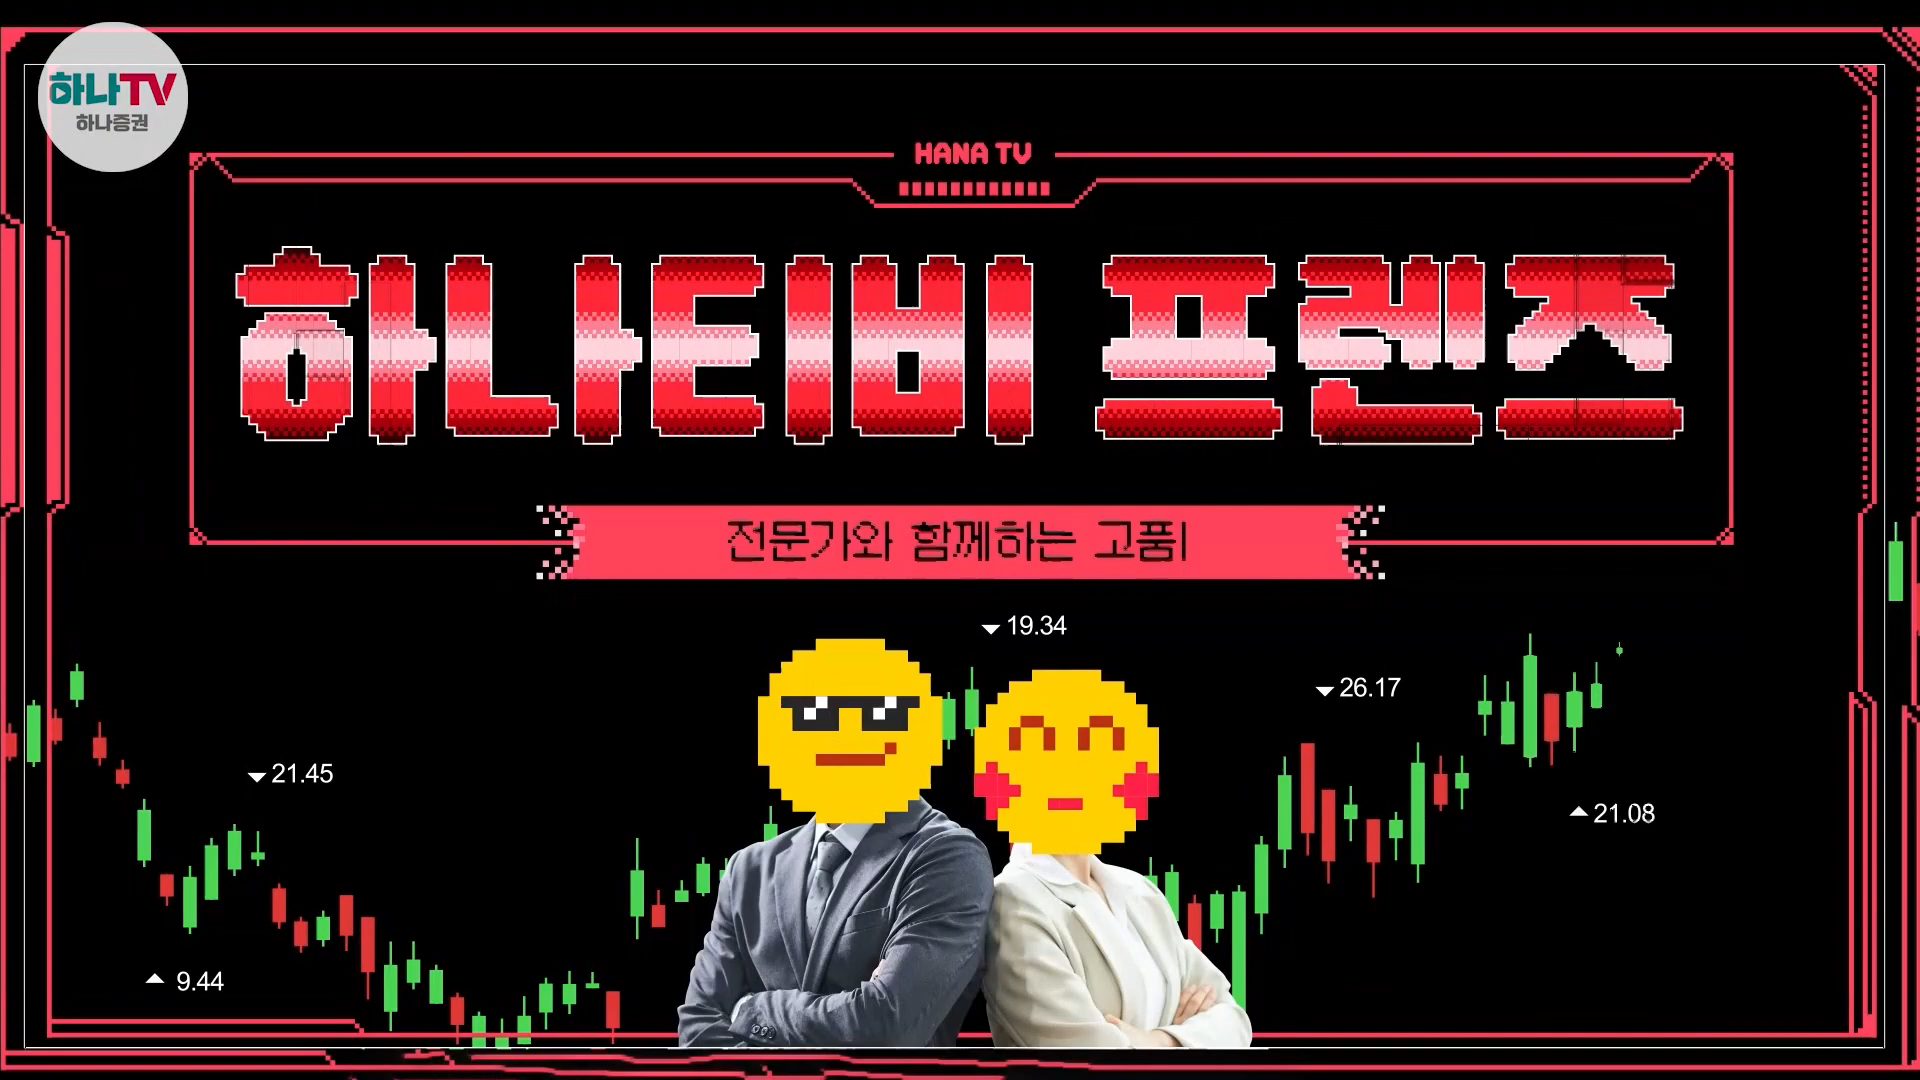 하나TV
하나증권
HANA TV
하나티비 프렌즈
전문가와 함께하는 고품ㅣ
▼ 19.34
▼ 26.17
▼ 21.45
▲ 21.08
▲ 9.44